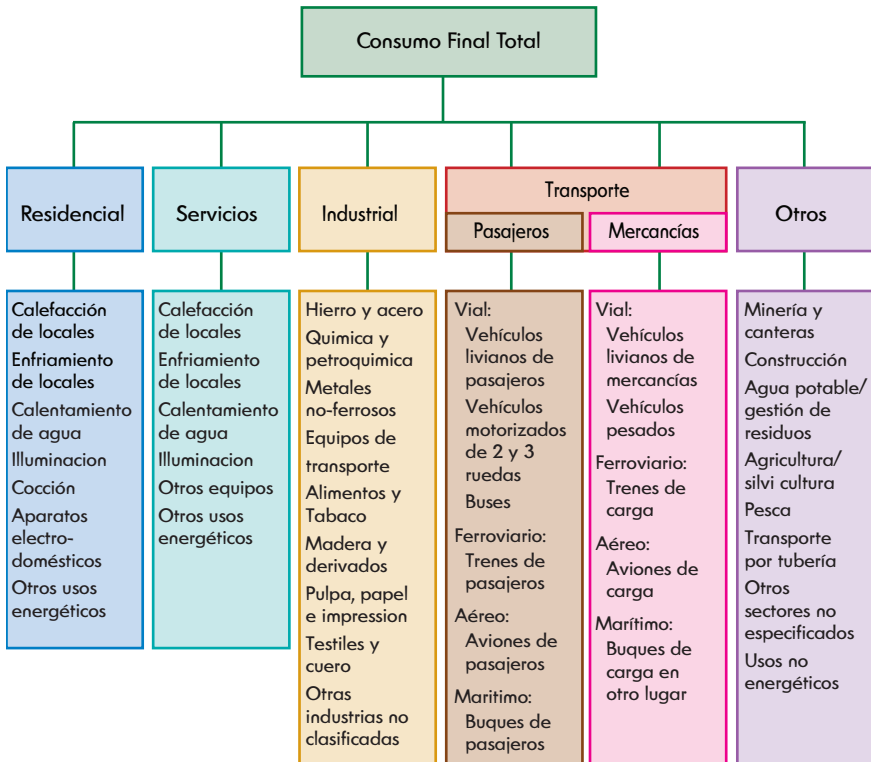 Consumo Final Total
Residencial
Servicios
Industrial
Transporte
Pasajeros
Mercancías
Otros
Calefacción
de locales
Enfriamiento
de locales
Calentamiento
de agua
Illuminacion
Cocción
Aparatos
electro-
domésticos
Otros usos
energéticos
Calefacción
de locales
Enfriamiento
de locales
Calentamiento
de agua
Illuminacion
Otros equipos
Otros usos
energéticos
Hierro y acero
Quimica y
petroquimica
Metales
no-ferrosos
Equipos de
transporte
Alimentos y
Tabaco
Madera y
derivados
Pulpa, papel
e impression
Testiles y
cuero
Otras
industrias no
clasificadas
Vial:
Vehículos
livianos de
pasajeros
Vehículos
motorizados
de 2 y 3
ruedas
Buses
Ferroviario:
Trenes de
pasajeros
Aéreo:
Aviones de
pasajeros
Maritimo:
Buques de
pasajeros
Vial:
Vehículos
livianos de
mercancías
Vehículos
pesados
Ferroviario:
Trenes de
carga
Aéreo:
Aviones de
carga
Marítimo:
Buques de
carga en
otro lugar
Minería y
canteras
Construcción
Agua potable/
gestión de
residuos
Agricultura/
silvi cultura
Pesca
Transporte
por tubería
Otros
sectores no
especificados
Usos no
energéticos